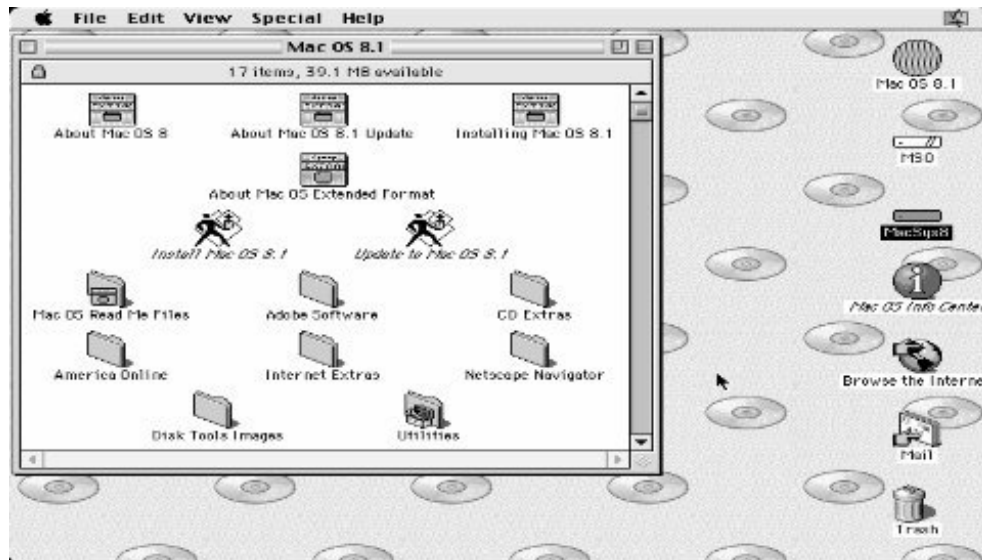 File Edit View Special Help
Mac OS 8.1
17 items, 39.1 MB available
About Mac OS 8 About Mac OS 8.1 Update Installing Mac OS 8.1
About Mac OS Extended Format
Install Mac OS 8.1 Update to Mac OS 8.1
Mac OS Read Me Files Adobe Software CD Extras
America Online Internet Extras Netscape Navigator
Disk Tools Images Utilities
Mac OS 8.1
MacSys8
Mac OS Info Cente
Browse the Interne
Mail
Trash